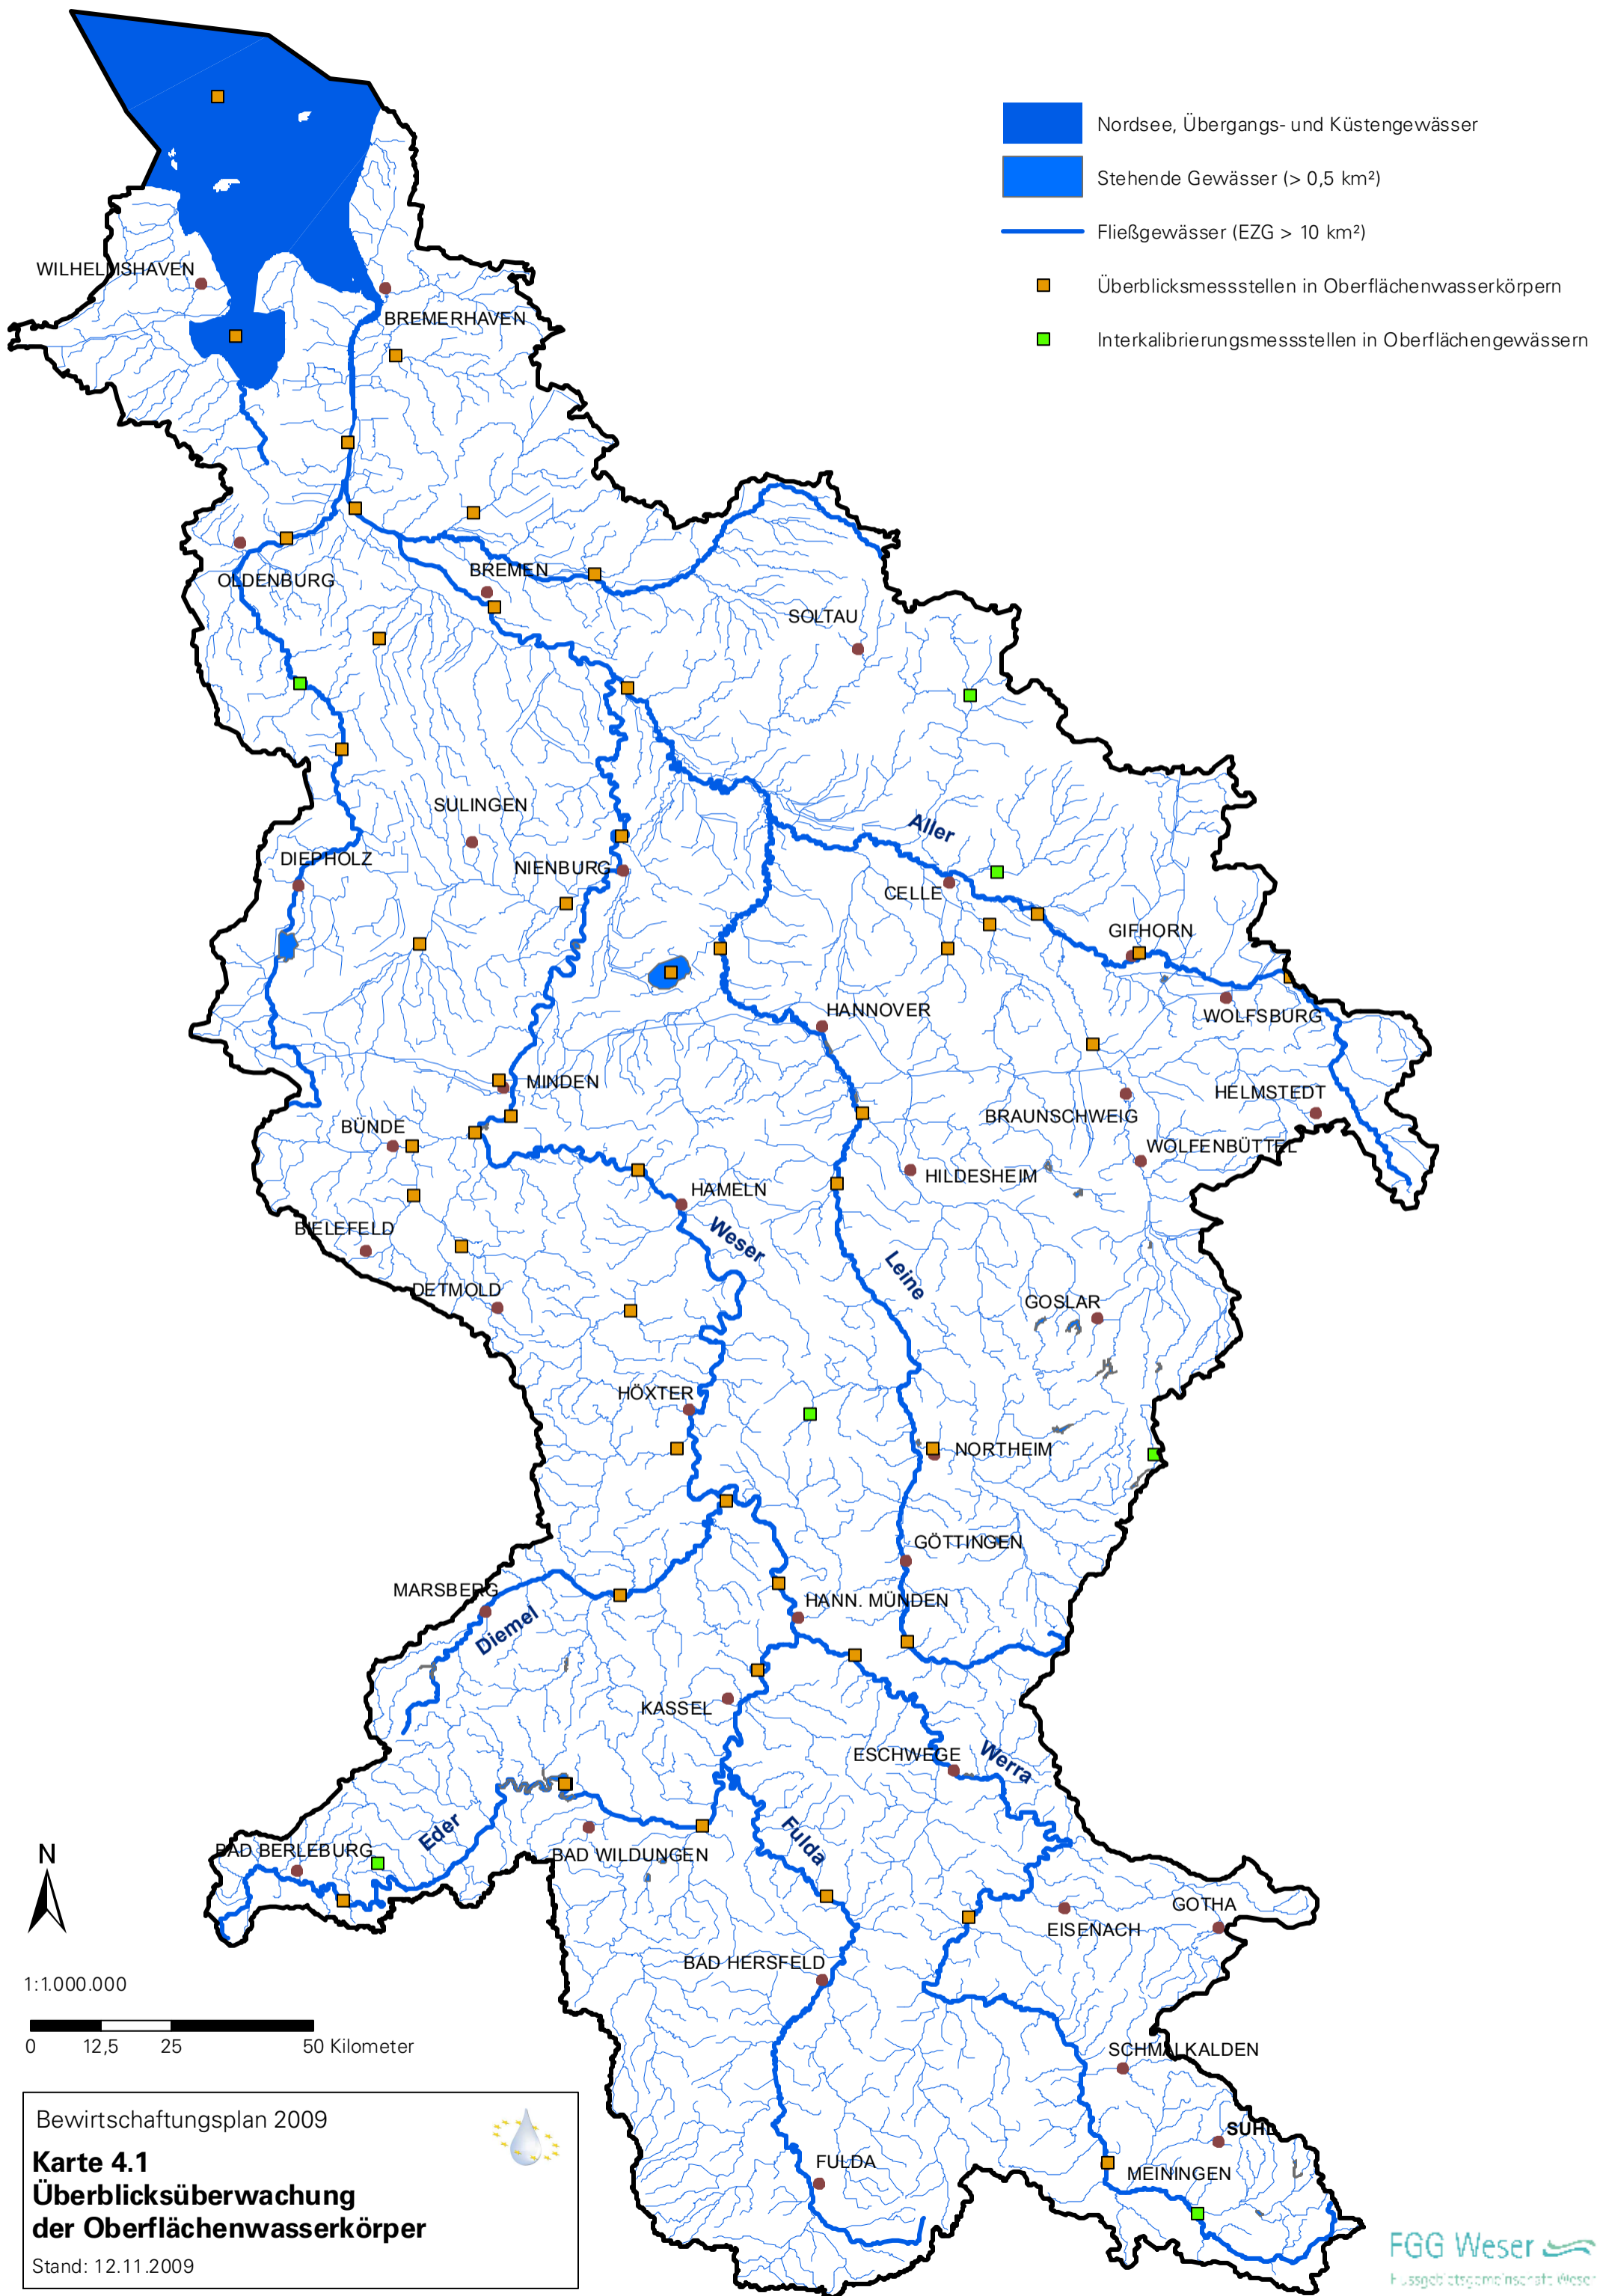 Nordsee, Übergangs- und Küstengewässer
Stehende Gewässer (> 0,5 km²)
Fließgewässer (EZG > 10 km²)
Überblicksmessstellen in Oberflächenwasserkörpern
Interkalibrierungsmessstellen in Oberflächengewässern
WILHELMSHAVEN
BREMERHAVEN
BREMEN
OLDENBURG
SOLTAU
SULINGEN
Aller
DIEPHOLZ
NIENBURG
CELLE
GIFHORN
HANNOVER
WOLFSBURG
MINDEN
HELMSTEDT
BRAUNSCHWEIG
BÜNDE
WOLFENBÜTTEL
HILDESHEIM
HAMELN
BIELEFELD
Weser
Leine
DETMOLD
GOSLAR
HÖXTER
NORTHEIM
GÖTTINGEN
MARSBERG
HANN. MÜNDEN
Diemel
KASSEL
ESCHWEGE
Werra
Eder
Fulda
BAD BERLEBURG
BAD WILDUNGEN
N
GOTHA
EISENACH
BAD HERSFELD
1:1.000.000
0 12,5 25 50 Kilometer
SCHMALKALDEN
SUHL
FULDA
MEININGEN
Bewirtschaftungsplan 2009
Karte 4.1
Überblicksüberwachung
der Oberflächenwasserkörper
Stand: 12.11.2009
FGG Weser
Flussgebietsgemeinschaft Weser